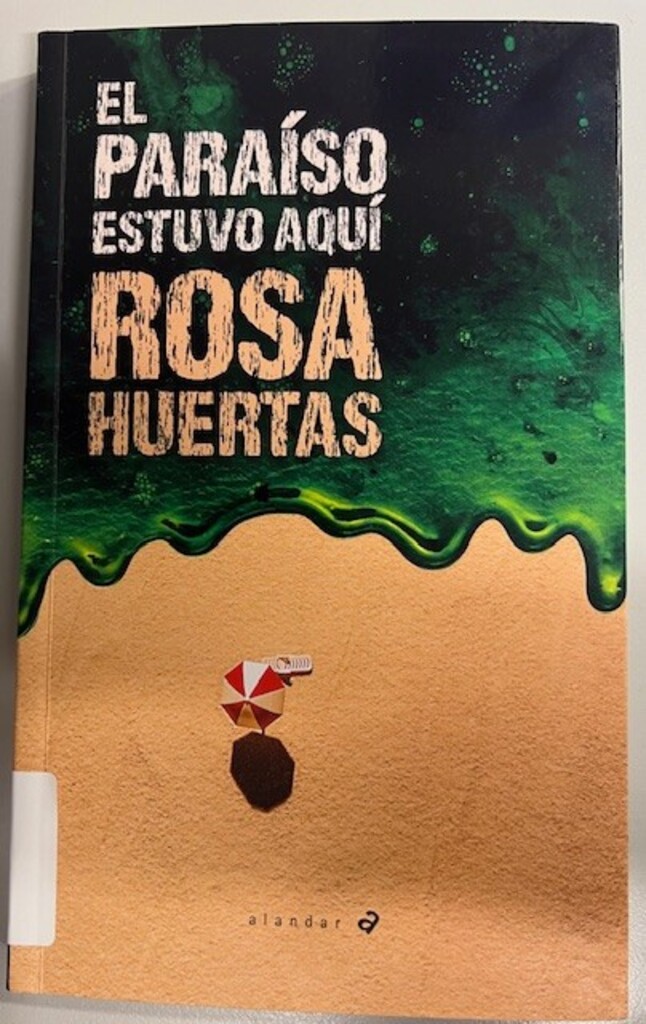 EL
PARAÍSO
ESTUVO AQUÍ
ROSA
HUERTAS
alandar a